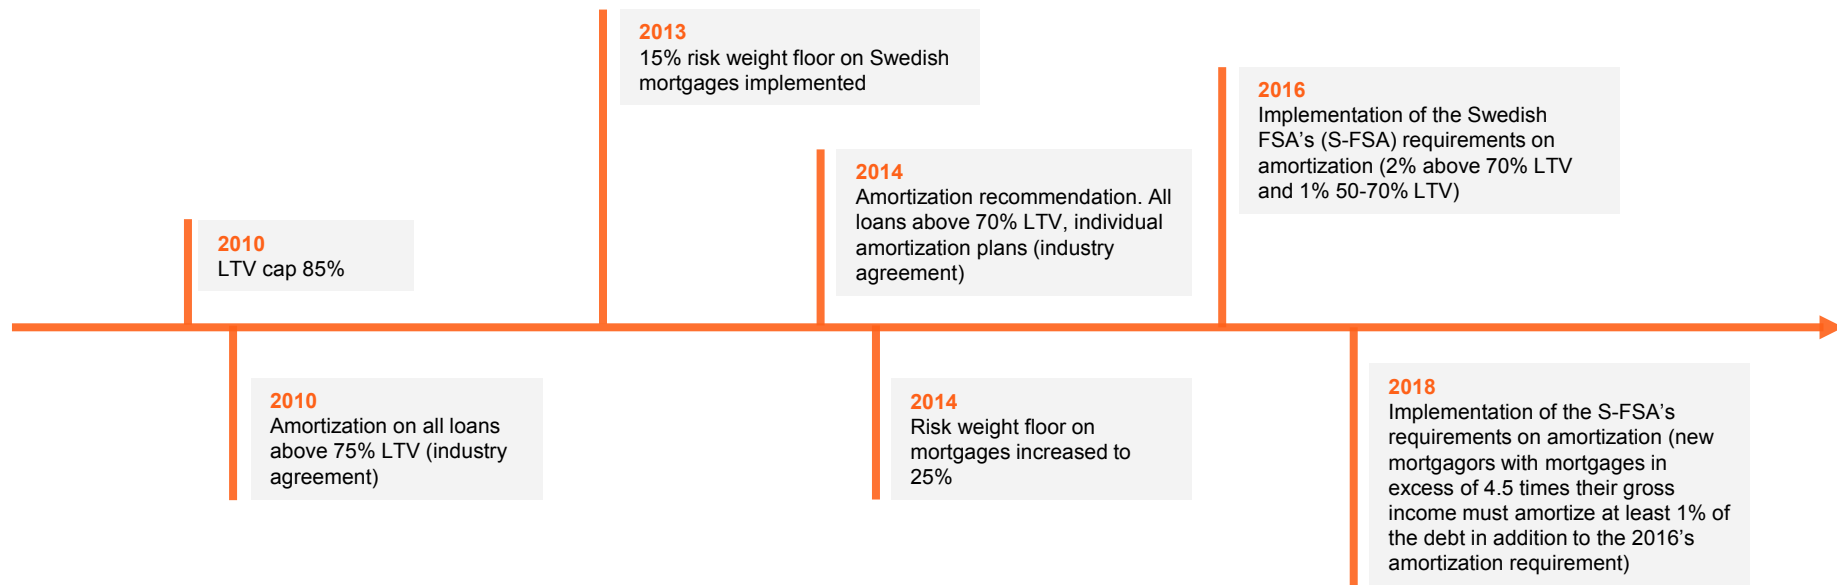 2010
LTV cap 85%
2010
Amortization on all loans
above 75% LTV (industry
agreement)
2013
15% risk weight floor on Swedish
mortgages implemented
2014
Amortization recommendation. All
loans above 70% LTV, individual
amortization plans (industry
agreement)
2014
Risk weight floor on
mortgages increased to
25%
2016
Implementation of the Swedish
FSA’s (S-FSA) requirements on
amortization (2% above 70% LTV
and 1% 50-70% LTV)
2018
Implementation of the S-FSA’s
requirements on amortization (new
mortgagors with mortgages in
excess of 4.5 times their gross
income must amortize at least 1% of
the debt in addition to the 2016’s
amortization requirement)